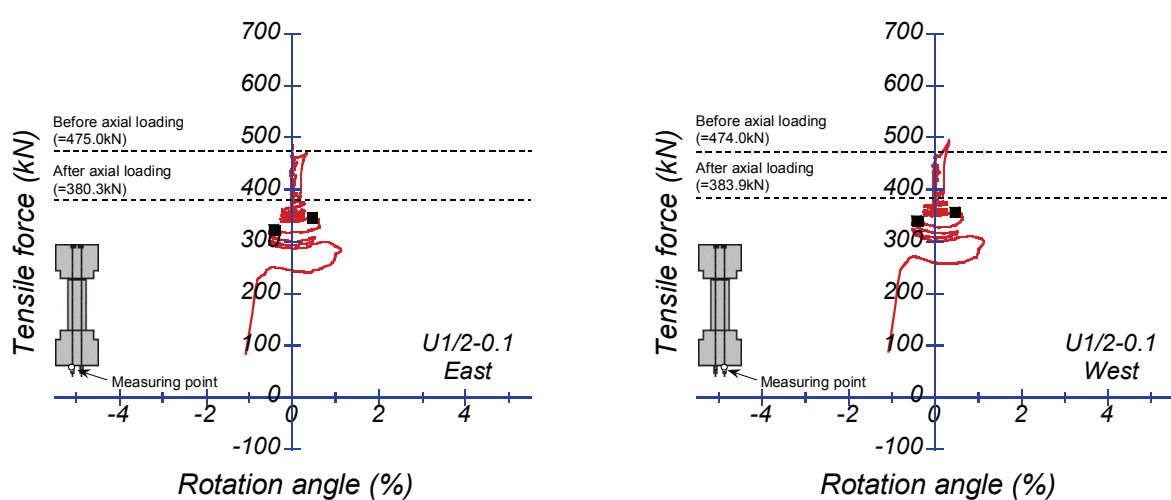 700
600
500
400
300
200
100
0
-100
Tensile force (kN)
Before axial loading
(=475.0kN)
After axial loading
(=380.3kN)
Measuring point
U1/2-0.1
East
-4
-2
0
2
4
Rotation angle (%)
700
600
500
400
300
200
100
0
-100
Tensile force (kN)
Before axial loading
(=474.0kN)
After axial loading
(=383.9kN)
Measuring point
U1/2-0.1
West
-4
-2
0
2
4
Rotation angle (%)